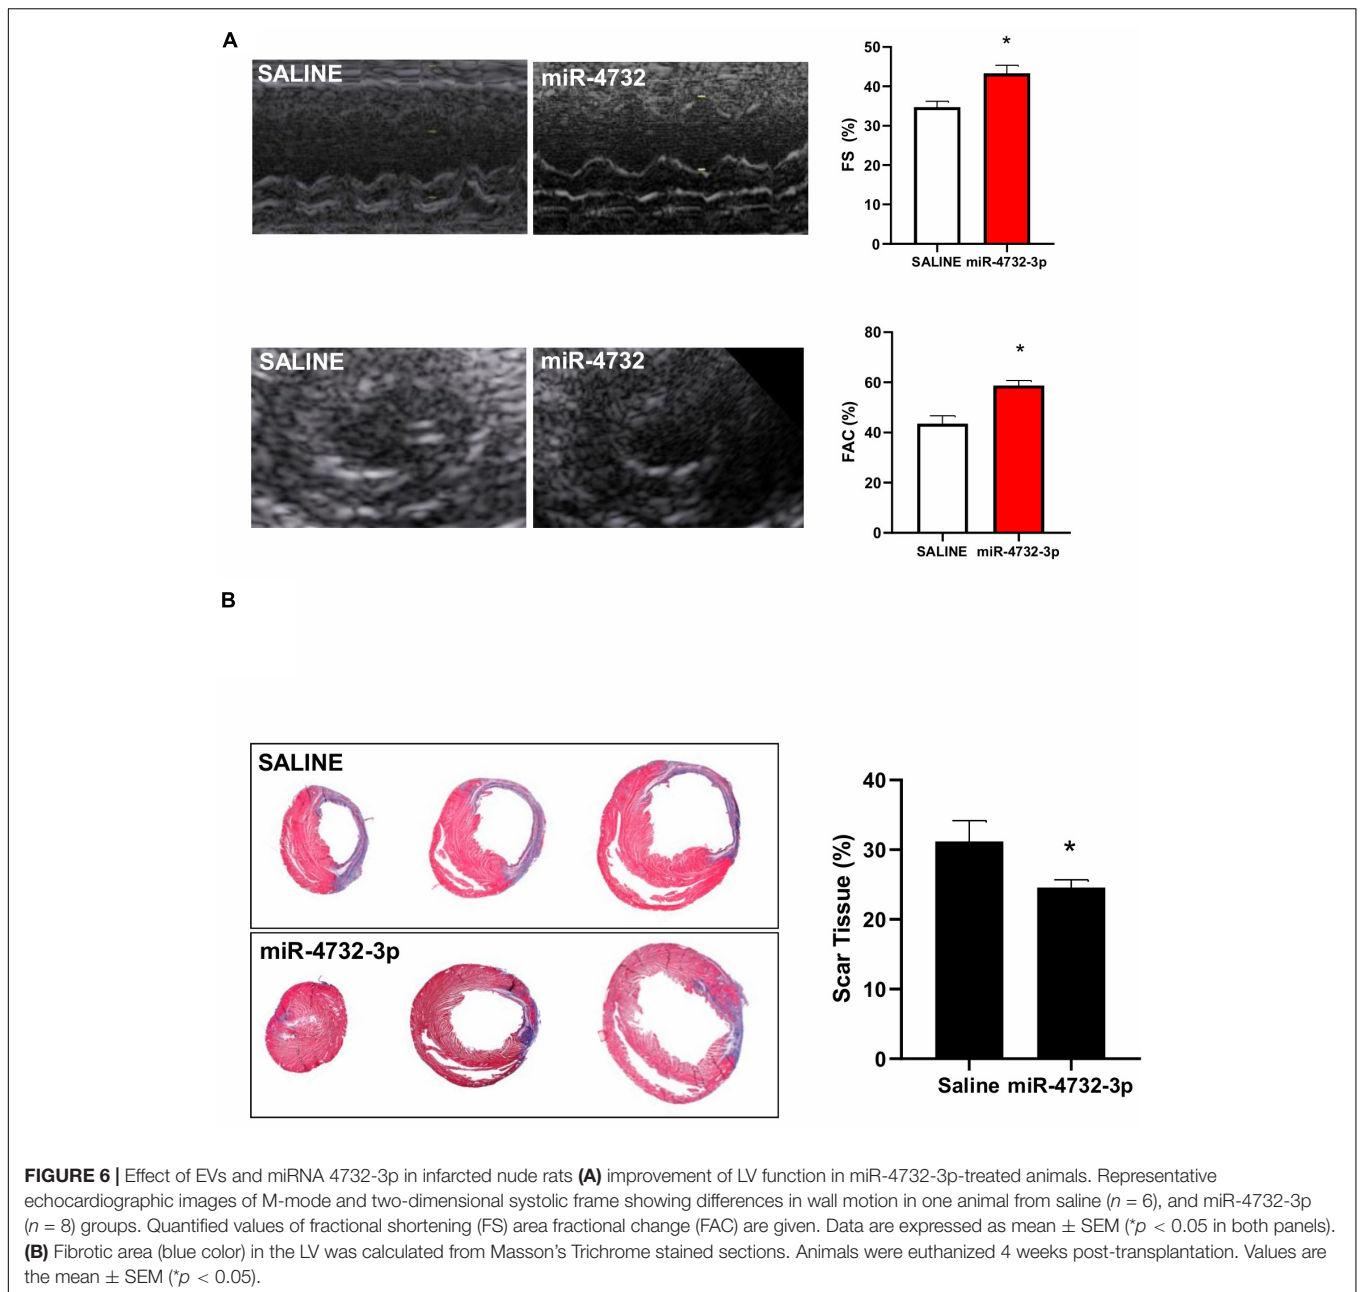 A
SALINE
miR-4732
FS (%)
50
40
30
20
10
0
*
SALINE miR-4732-3p
SALINE
miR-4732
FAC (%)
80
60
40
20
0
*
SALINE miR-4732-3p
B
SALINE
miR-4732-3p
Scar Tissue (%)
40
30
20
10
0
*
Saline miR-4732-3p
FIGURE 6 | Effect of EVs and miRNA 4732-3p in infarcted nude rats (A) improvement of LV function in miR-4732-3p-treated animals. Representative
echocardiographic images of M-mode and two-dimensional systolic frame showing differences in wall motion in one animal from saline (n = 6), and miR-4732-3p
(n = 8) groups. Quantified values of fractional shortening (FS) area fractional change (FAC) are given. Data are expressed as mean ± SEM (*p < 0.05 in both panels).
(B) Fibrotic area (blue color) in the LV was calculated from Masson's Trichrome stained sections. Animals were euthanized 4 weeks post-transplantation. Values are
the mean ± SEM (*p < 0.05).